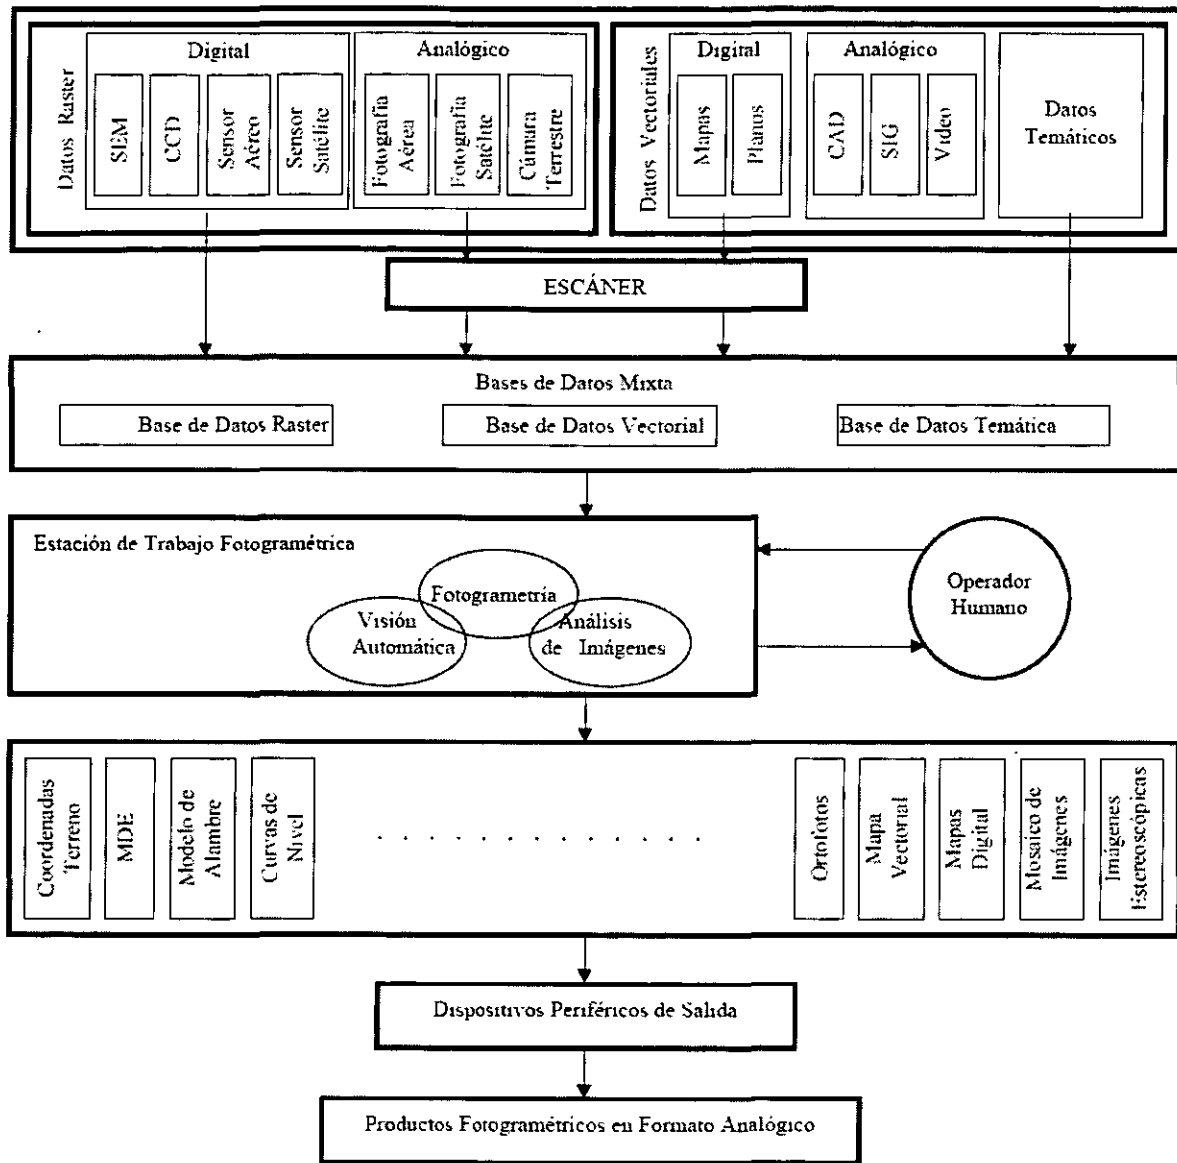 Datos Raster
Digital
SEM
CCD
Sensor
Aéreo
Sensor
Satélite
Analógico
Fotografia
Aérea
Fotografia
Satélite
Cámara
Terrestre
Datos Vectoriales
Digital
Mapas
Planos
Analógico
CAD
SIG
Video
Datos
Temáticos
ESCÁNER
Bases de Datos Mixta
Base de Datos Raster
Base de Datos Vectorial
Base de Datos Temática
Estación de Trabajo Fotogramétrica
Fotogrametría
Visión
Automática
Análisis
de Imágenes
Operador
Humano
Coordenadas
Terreno
MDE
Modelo de
Alambre
Curvas de
Nivel
. . . . . . . . . . . . .
Ortofotos
Mapa
Vectorial
Mapas
Digital
Mosaico de
Imágenes
Imágenes
Estereoscópicas
Dispositivos Periféricos de Salida
Productos Fotogramétricos en Formato Analógico